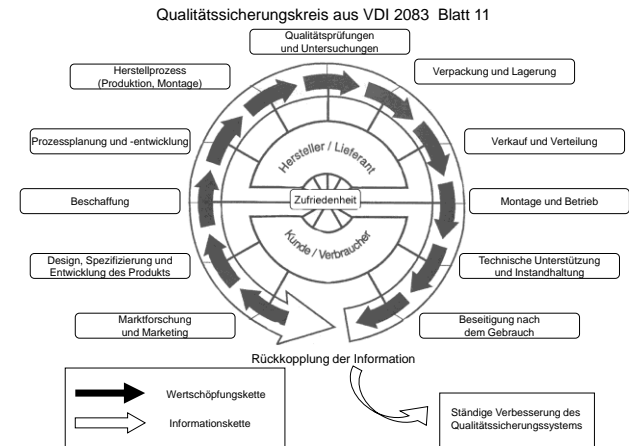 Qualitätssicherungskreis aus VDI 2083 Blatt 11
Qualitätsprüfungen
und Untersuchungen
Herstellprozess
(Produktion, Montage)
Verpackung und Lagerung
Prozessplanung und -entwicklung
Verkauf und Verteilung
Hersteller / Lieferant
Beschaffung
Zufriedenheit
Montage und Betrieb
Kunde / Verbraucher
Design, Spezifizierung und
Entwicklung des Produkts
Technische Unterstützung
und Instandhaltung
Marktforschung
und Marketing
Beseitigung nach
dem Gebrauch
Rückkopplung der Information
Wertschöpfungskette
Informationskette
Ständige Verbesserung des
Qualitätssicherungssystems